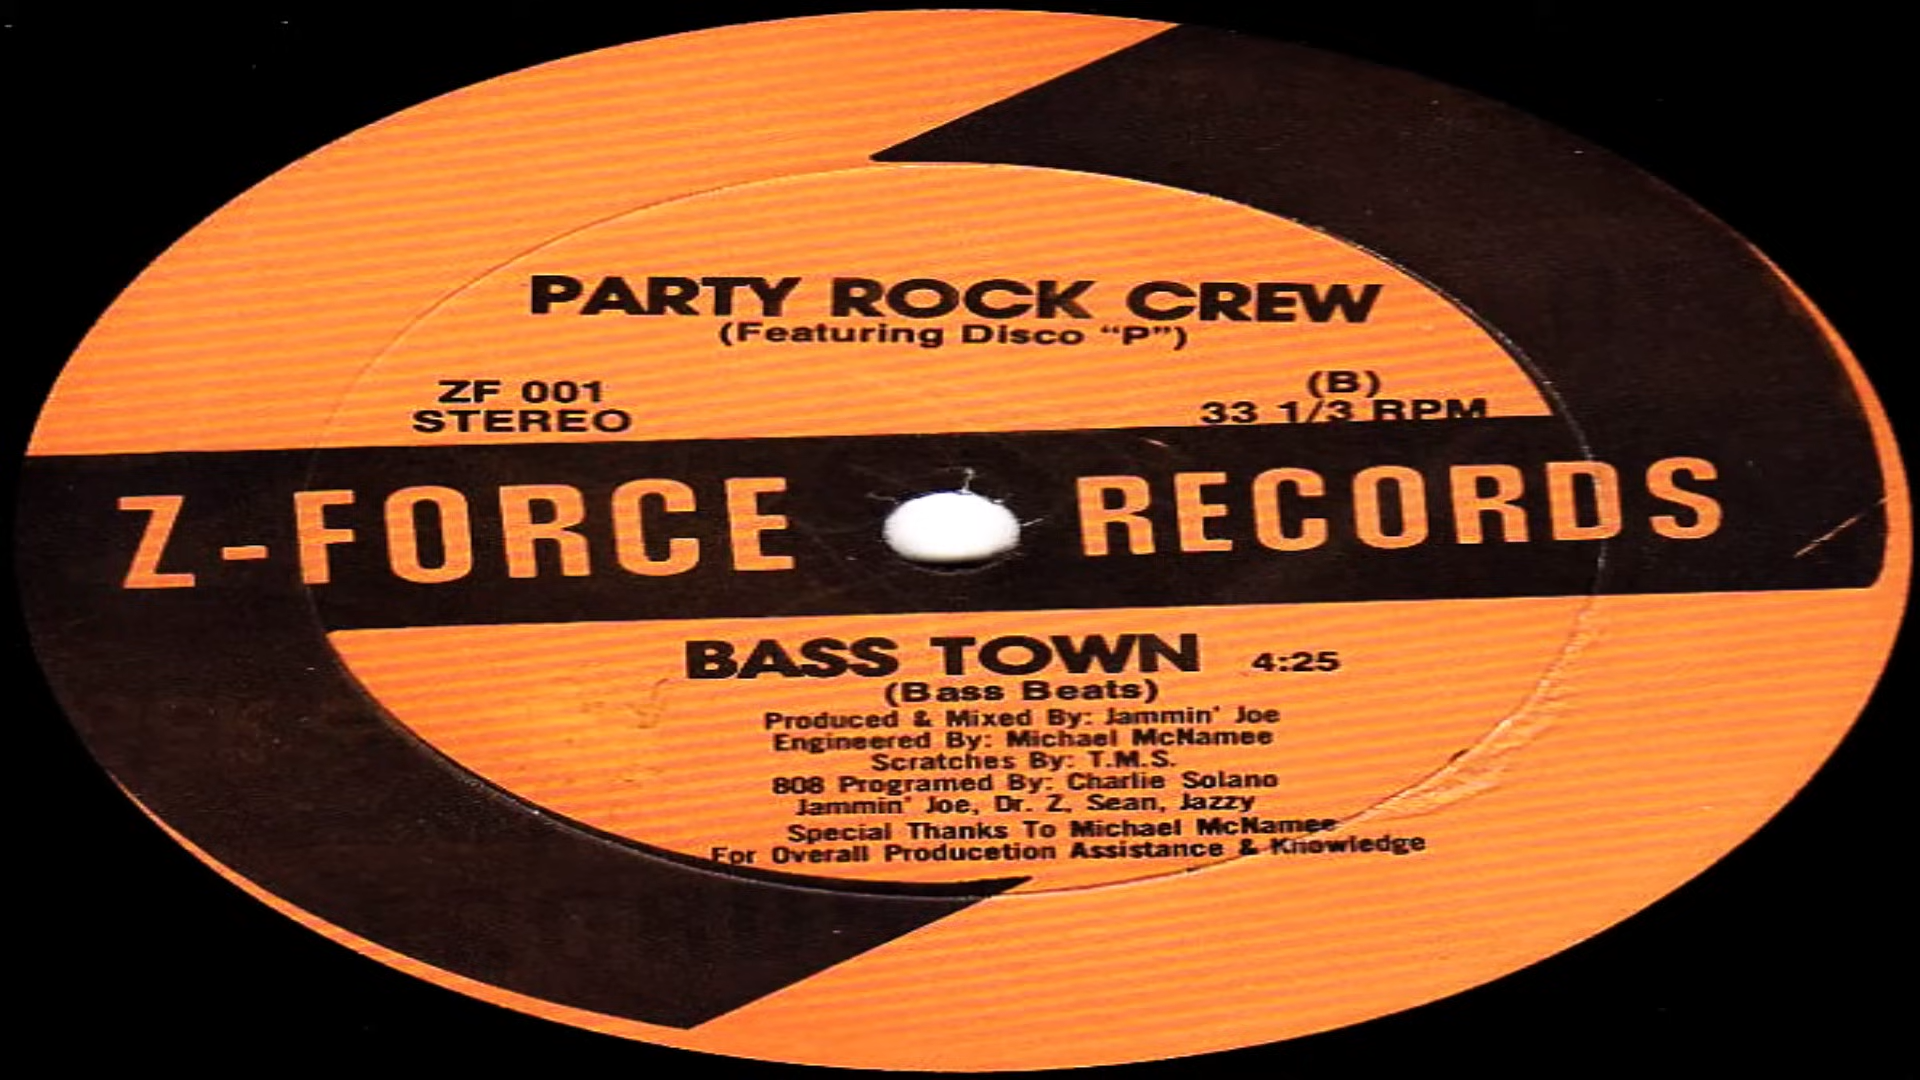 PARTY ROCK CREW
(Featuring Disco "P")
ZF 001
STEREO
(B)
33 1/3 RPM
Z-FORCE RECORDS
BASS TOWN 4:25
(Bass Beats)
Produced & Mixed By: Jammin' Joe
Engineered By: Michael McNamee
Scratches By: T.M.S.
808 Programed By: Charlie Solano
Jammin' Joe, Dr. Z, Sean, Jazzy
Special Thanks To Michael McNamee
For Overall Producetion Assistance & Knowledge